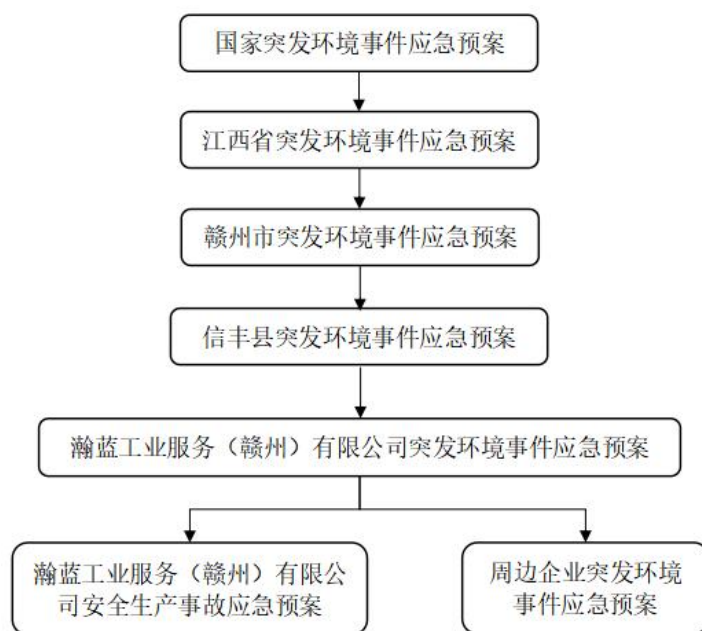 国家突发环境事件应急预案
江西省突发环境事件应急预案
赣州市突发环境事件应急预案
信丰县突发环境事件应急预案
瀚蓝工业服务（赣州）有限公司突发环境事件应急预案
瀚蓝工业服务（赣州）有限公
司安全生产事故应急预案
周边企业突发环境
事件应急预案